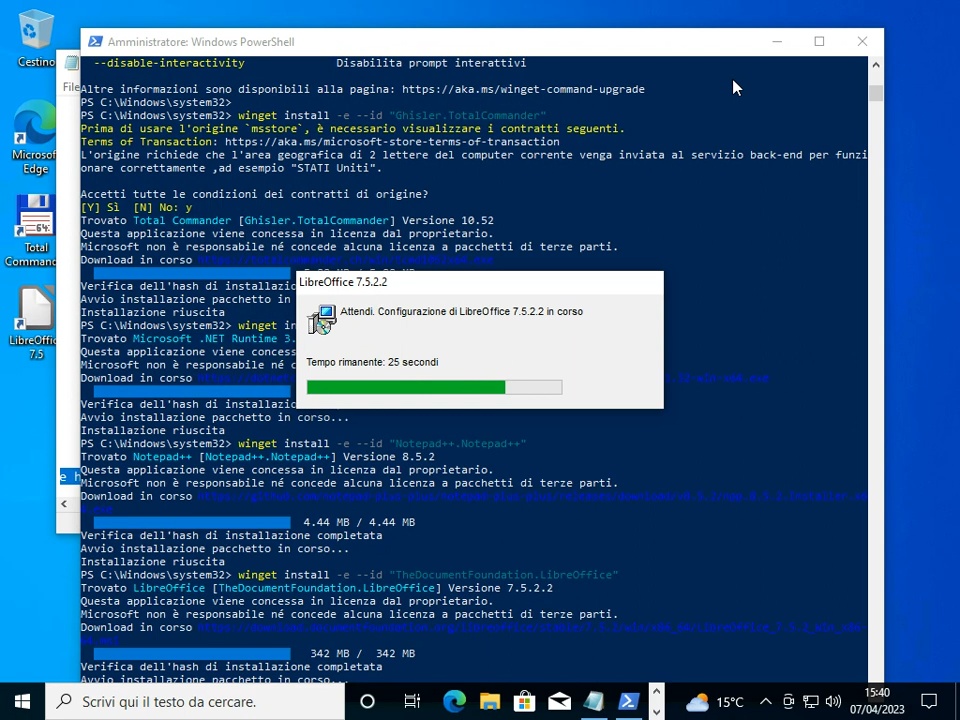 Cestino
Microsoft
Edge
Total
Commander
64:
LibreOffice
7.5
File
e h
Amministratore: Windows PowerShell
--disable-interactivity Disabilita prompt interattivi
Altre informazioni sono disponibili alla pagina: https://aka.ms/winget-command-upgrade
PS C:\Windows\system32>
PS C:\Windows\system32> winget install -e --id "Ghisler.TotalCommander"
Prima di usare l'origine `msstore`, è necessario visualizzare i contratti seguenti.
Terms of Transaction: https://aka.ms/microsoft-store-terms-of-transaction
L'origine richiede che l'area geografica di 2 lettere del computer corrente venga inviata al servizio back-end per funzi
onare correttamente ,ad esempio "STATI Uniti".
Accetti tutte le condizioni dei contratti di origine?
[Y] Sì [N] No: y
Trovato Total Commander [Ghisler.TotalCommander] Versione 10.52
Questa applicazione viene concessa in licenza dal proprietario.
Microsoft non è responsabile né concede alcuna licenza a pacchetti di terze parti.
Download in corso
Verifica dell'hash di installazio
Avvio installazione pacchetto in
Installazione riuscita
PS C:\Windows\system32> winget in
Trovato Microsoft .NET Runtime 3.
Questa applicazione viene concess
Microsoft non è responsabile né c
Download in corso
Verifica dell'hash di installazio
Avvio installazione pacchetto in corso...
Installazione riuscita
PS C:\Windows\system32> winget install -e --id "Notepad++.Notepad++"
Trovato Notepad++ [Notepad++.Notepad++] Versione 8.5.2
Questa applicazione viene concessa in licenza dal proprietario.
Microsoft non è responsabile né concede alcuna licenza a pacchetti di terze parti.
Download in corso
4.44 MB / 4.44 MB
Verifica dell'hash di installazione completata
Avvio installazione pacchetto in corso...
Installazione riuscita
PS C:\Windows\system32> winget install -e --id "TheDocumentFoundation.LibreOffice"
Trovato LibreOffice [TheDocumentFoundation.LibreOffice] Versione 7.5.2.2
Questa applicazione viene concessa in licenza dal proprietario.
Microsoft non è responsabile né concede alcuna licenza a pacchetti di terze parti.
Download in corso
342 MB / 342 MB
Verifica dell'hash di installazione completata
Avvio installazione pacchetto in corso...
LibreOffice 7.5.2.2
Attendi. Configurazione di LibreOffice 7.5.2.2 in corso
Tempo rimanente: 25 secondi
Scrivi qui il testo da cercare.
15°C
15:40
07/04/2023